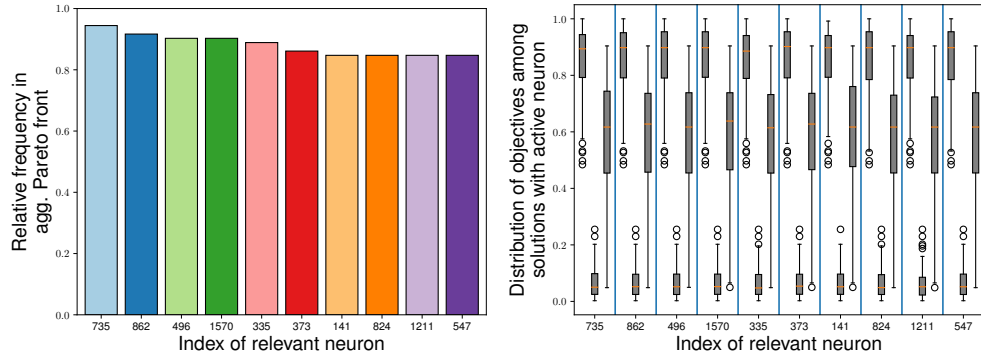 Relative frequency in
agg. Pareto front
1.0
0.8
0.6
0.4
0.2
0.0
735 862 496 1570 335 373 141 824 1211 547
Index of relevant neuron
Distribution of objectives among
solutions with active neuron
1.0
0.8
0.6
0.4
0.2
0.0
735 862 496 1570 335 373 141 824 1211 547
Index of relevant neuron